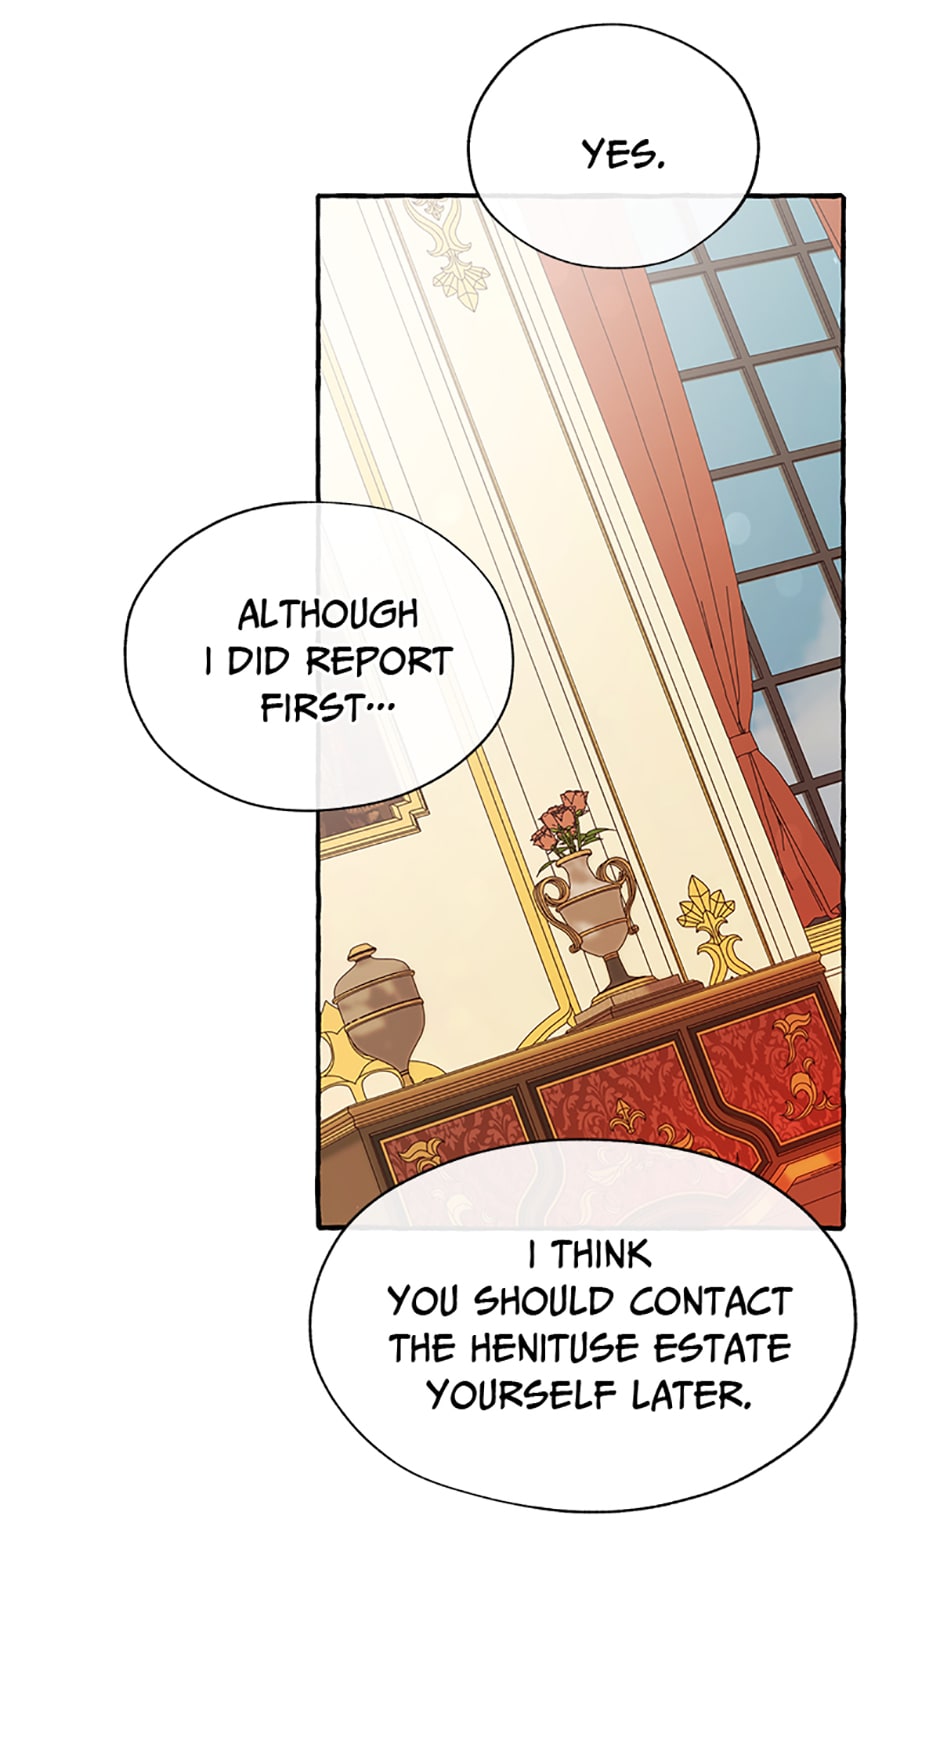 YES.
ALTHOUGH
I DID REPORT
FIRST...
I THINK
YOU SHOULD CONTACT
THE HENITUSE ESTATE
YOURSELF LATER.